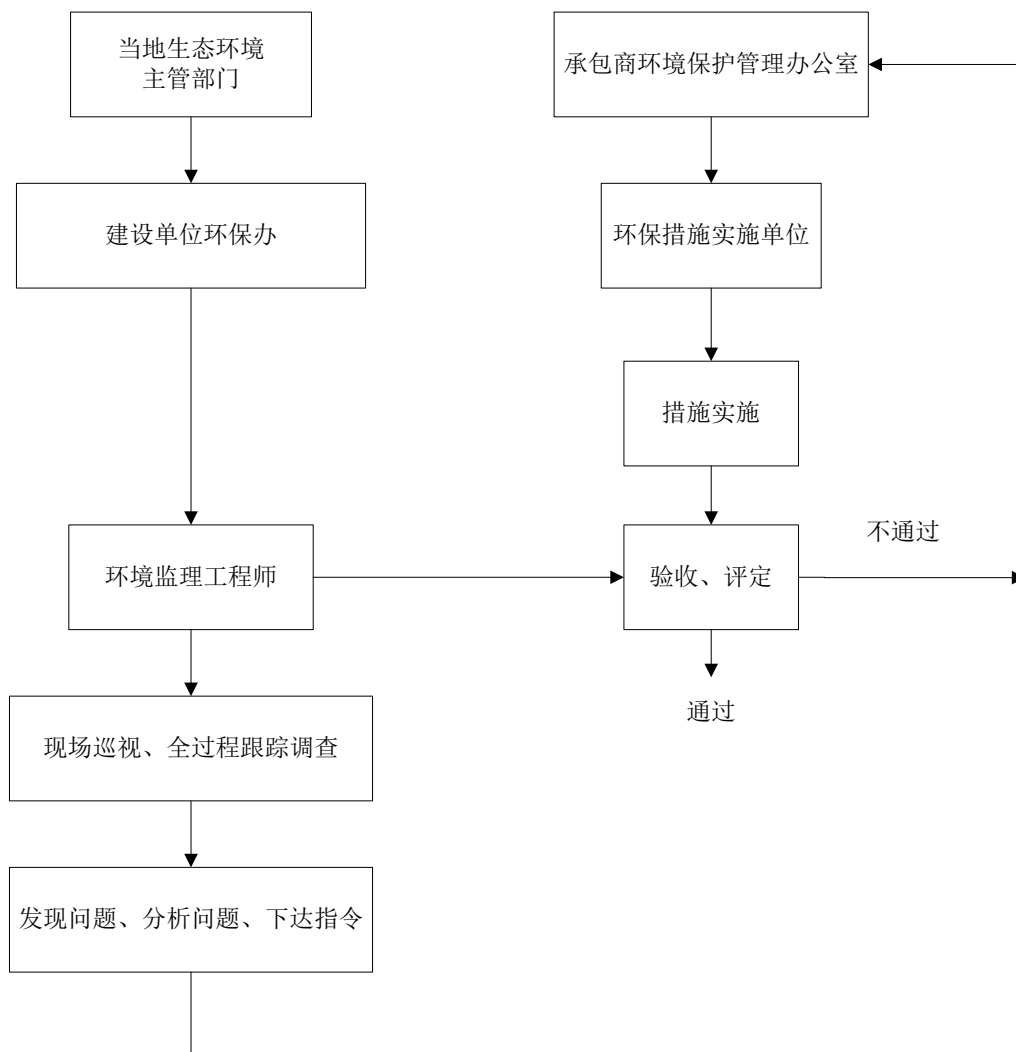 当地生态环境
主管部门
承包商环境保护管理办公室
建设单位环保办
环保措施实施单位
措施实施
不通过
环境监理工程师
验收、评定
通过
现场巡视、全过程跟踪调查
发现问题、分析问题、下达指令